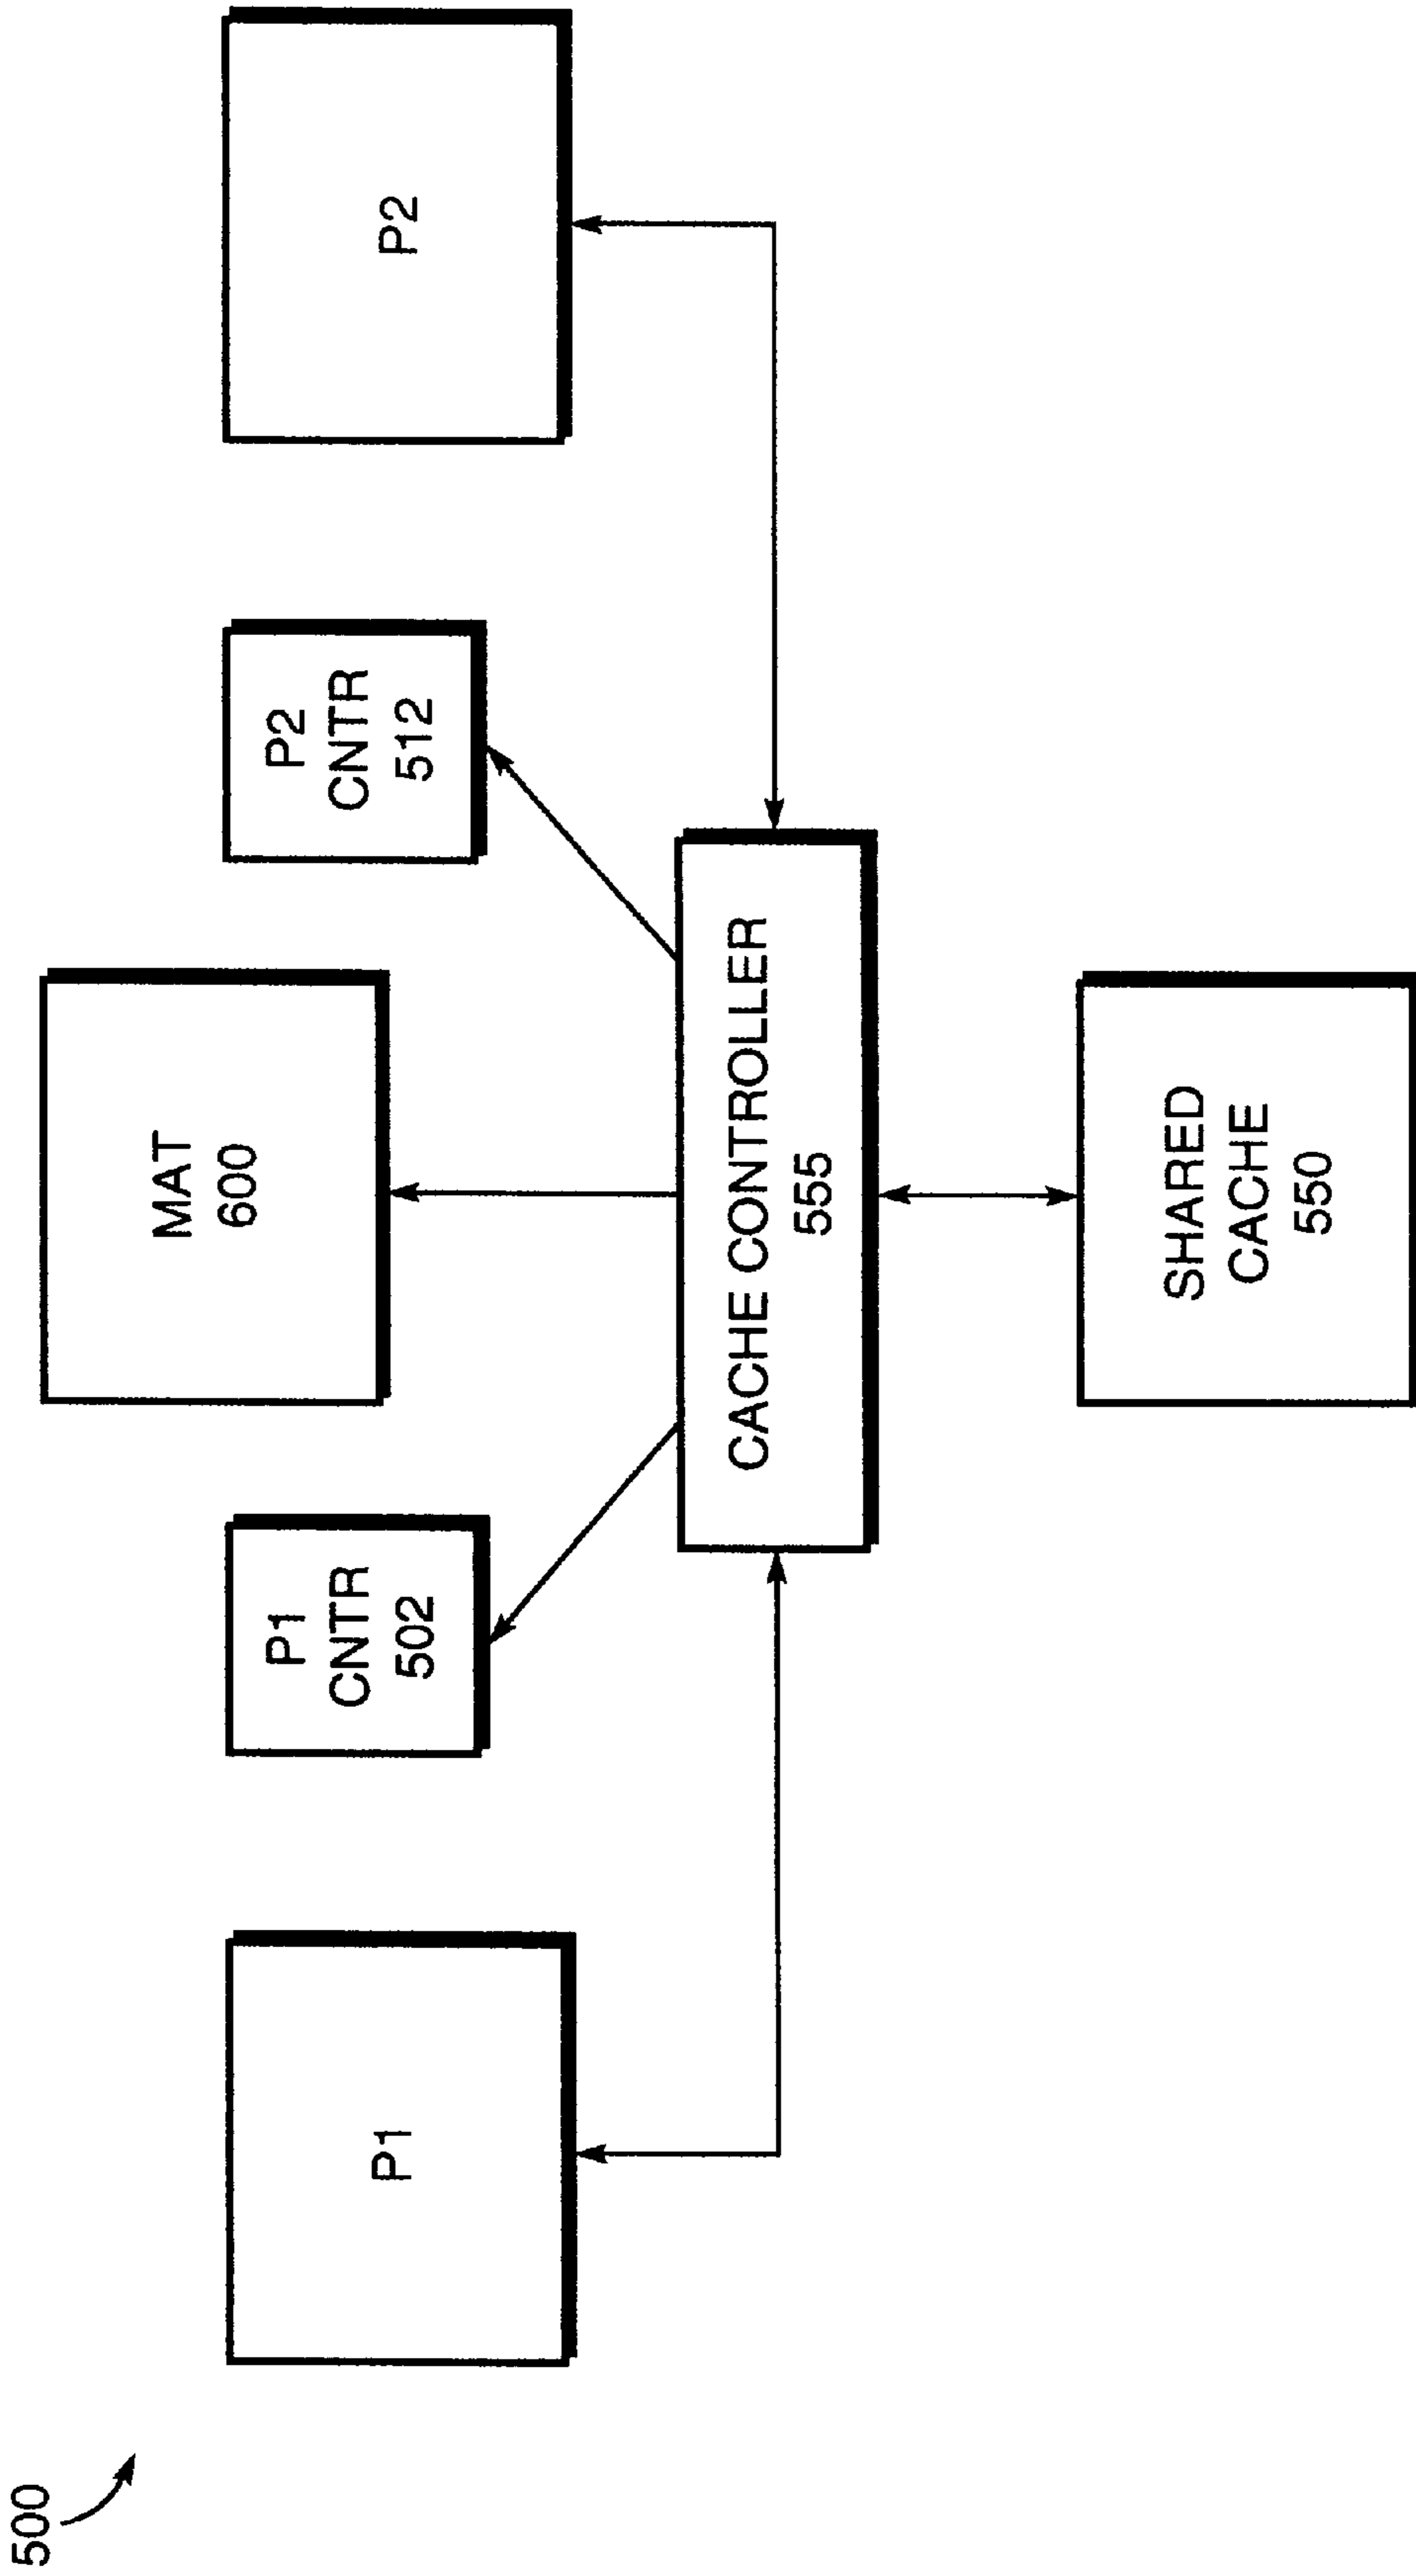 500
P1
P1
CNTR
502
MAT
600
P2
CNTR
512
P2
CACHE CONTROLLER
555
SHARED
CACHE
550